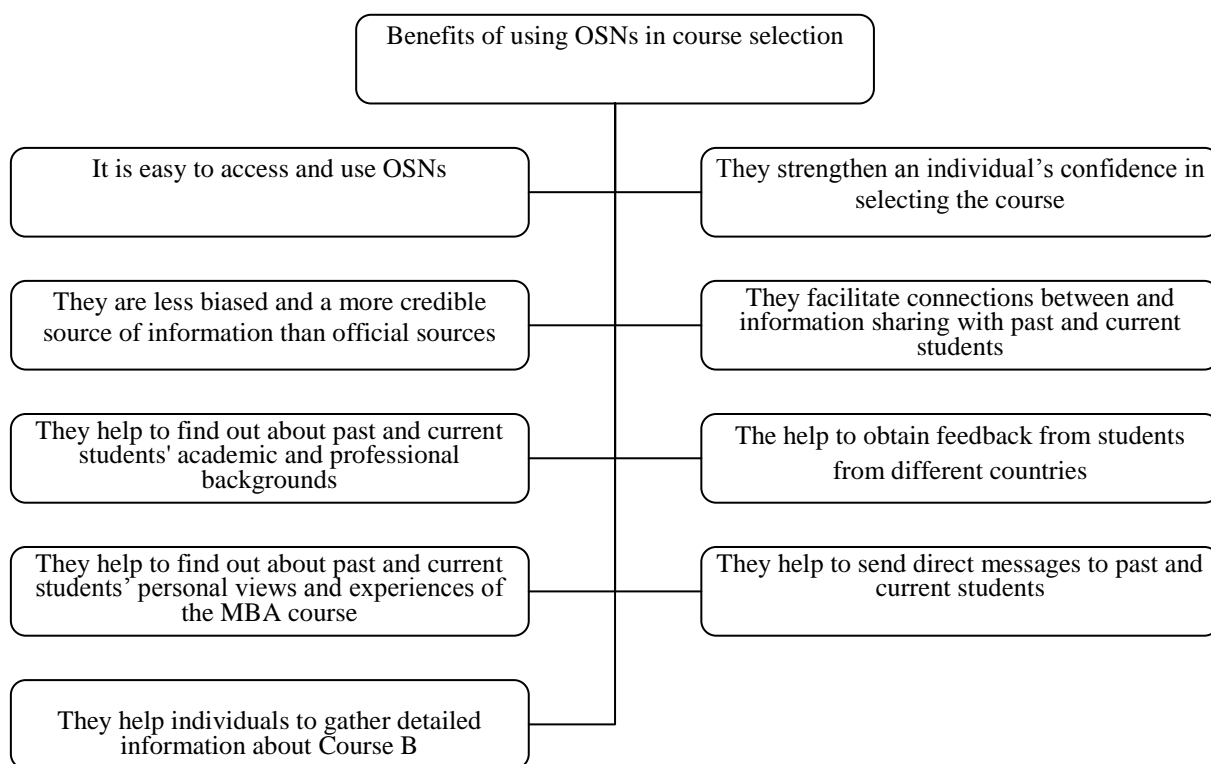 Benefits of using OSNs in course selection
It is easy to access and use OSNs
They strengthen an individual’s confidence in
selecting the course
They are less biased and a more credible
source of information than official sources
They facilitate connections between and
information sharing with past and current
students
They help to find out about past and current
students' academic and professional
backgrounds
The help to obtain feedback from students
from different countries
They help to find out about past and current
students’ personal views and experiences of
the MBA course
They help to send direct messages to past and
current students
They help individuals to gather detailed
information about Course B